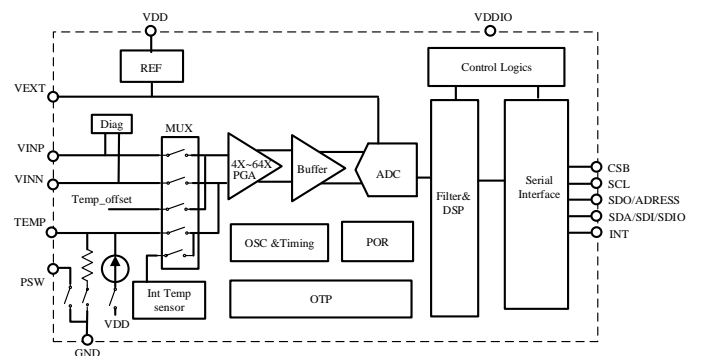 VDD
VDDIO
REF
Control Logics
VEXT
MUX
Diag
VINP
VINN
4X~64X
PGA
Buffer
ADC
Filter&
DSP
Serial
Interface
CSB
SCL
SDO/ADRESS
SDA/SDI/SDIO
INT
Temp_offset
TEMP
OSC &Timing
POR
PSW
Int Temp
sensor
OTP
VDD
GND